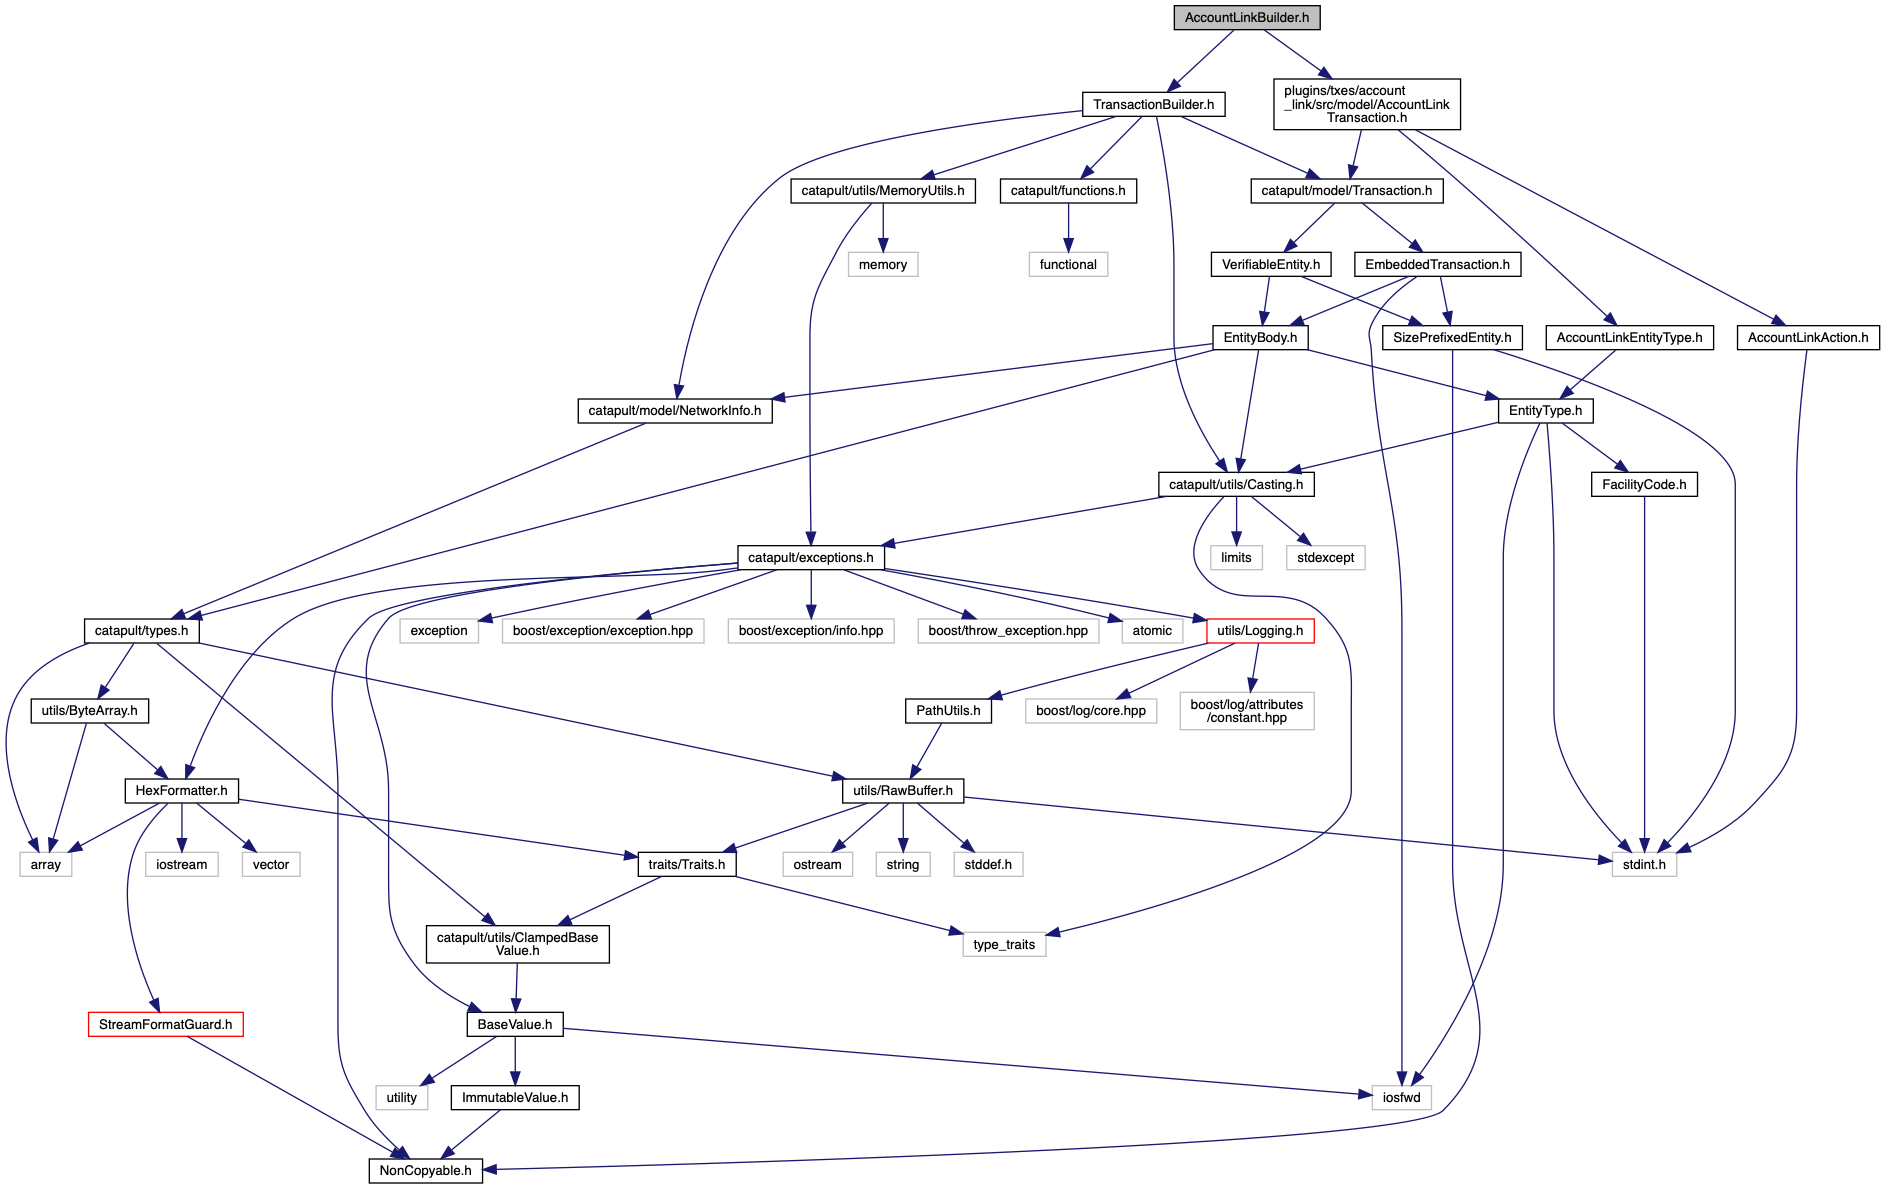 AccountLinkBuilder.h
plugins/txes/account
_link/src/model/AccountLink
Transaction.h
TransactionBuilder.h
catapult/utils/MemoryUtils.h
catapult/functions.h
catapult/model/Transaction.h
memory
functional
VerifiableEntity.h
EmbeddedTransaction.h
EntityBody.h
SizePrefixedEntity.h
AccountLinkEntityType.h
AccountLinkAction.h
catapult/model/NetworkInfo.h
EntityType.h
catapult/utils/Casting.h
FacilityCode.h
catapult/exceptions.h
limits
stdexcept
catapult/types.h
exception
boost/exception/exception.hpp
boost/exception/info.hpp
boost/throw_exception.hpp
atomic
utils/Logging.h
utils/ByteArray.h
PathUtils.h
boost/log/core.hpp
boost/log/attributes
/constant.hpp
HexFormatter.h
utils/RawBuffer.h
array
iostream
vector
traits/Traits.h
ostream
string
stddef.h
stdint.h
catapult/utils/ClampedBase
Value.h
type_traits
StreamFormatGuard.h
BaseValue.h
utility
ImmutableValue.h
iosfwd
NonCopyable.h